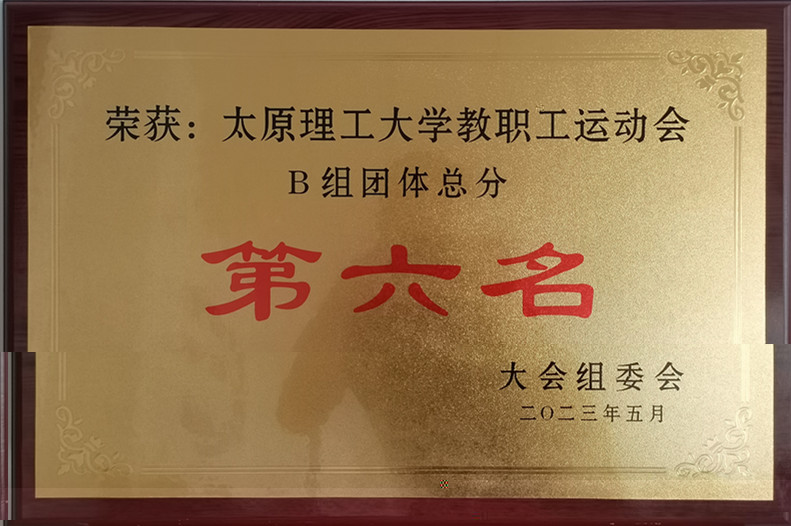 荣获：太原理工大学教职工运动会
B组团体总分
第六名
大会组委会
二〇二三年五月